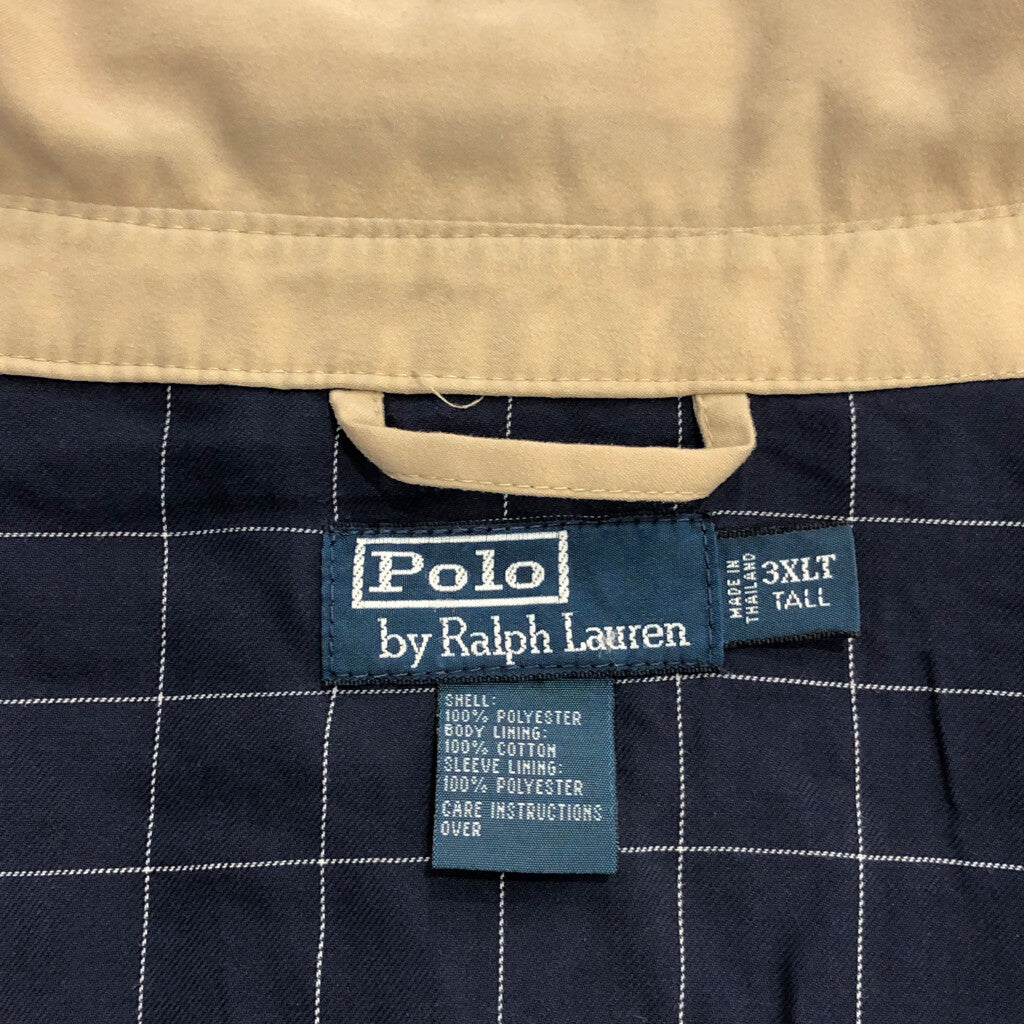 Polo
by Ralph Lauren
MADE IN
THAILAND
3XLT
TALL
SHELL:
100% POLYESTER
BODY LINING:
100% COTTON
SLEEVE LINING:
100% POLYESTER
CARE INSTRUCTIONS
OVER